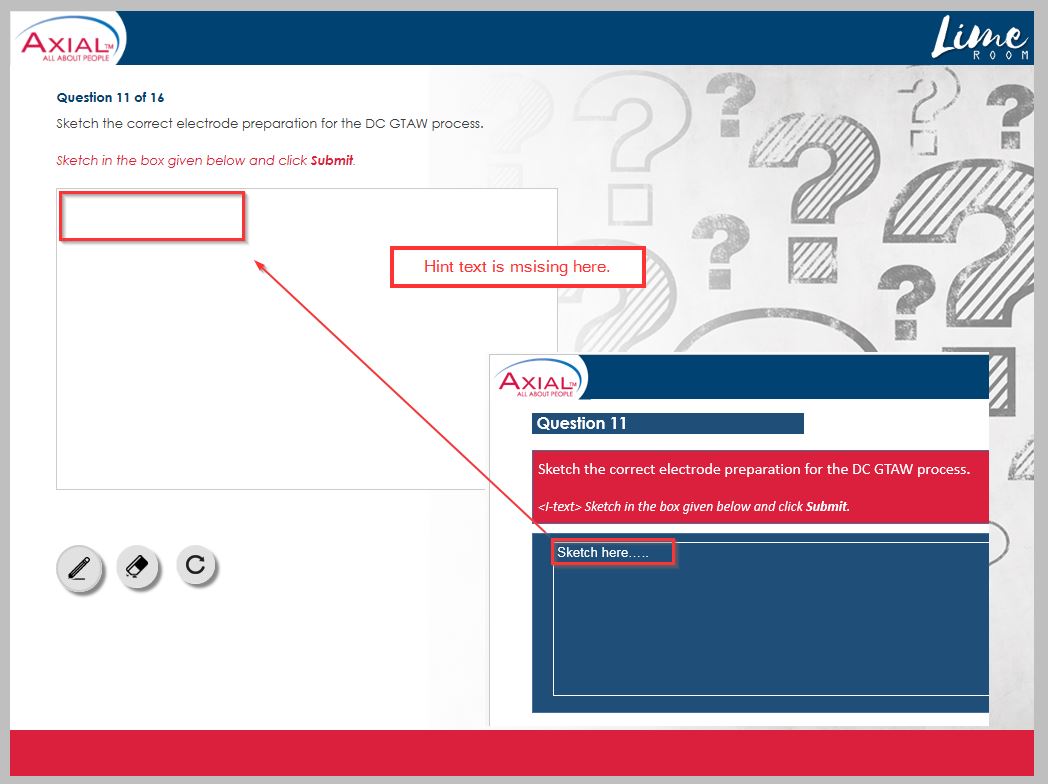 AXIAL™
ALL ABOUT PEOPLE
Lime
ROOM
Question 11 of 16
Sketch the correct electrode preparation for the DC GTAW process.
Sketch in the box given below and click Submit.
Hint text is msising here.
AXIAL™
ALL ABOUT PEOPLE
Question 11
Sketch the correct electrode preparation for the DC GTAW process.
<I-text> Sketch in the box given below and click Submit.
Sketch here…..